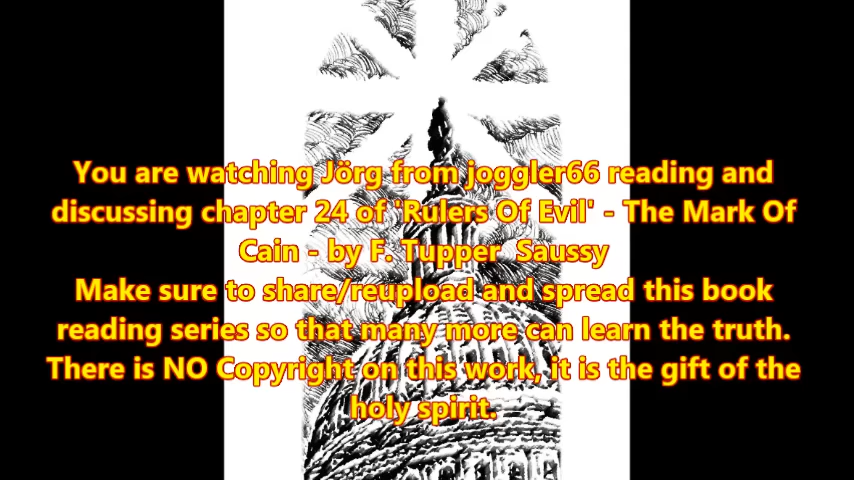 You are watching Jörg from joggler66 reading and
discussing chapter 24 of 'Rulers Of Evil' - The Mark Of
Cain - by F. Tupper  Saussy
Make sure to share/reupload and spread this book
reading series so that many more can learn the truth.
There is NO Copyright on this work, it is the gift of the
holy spirit.